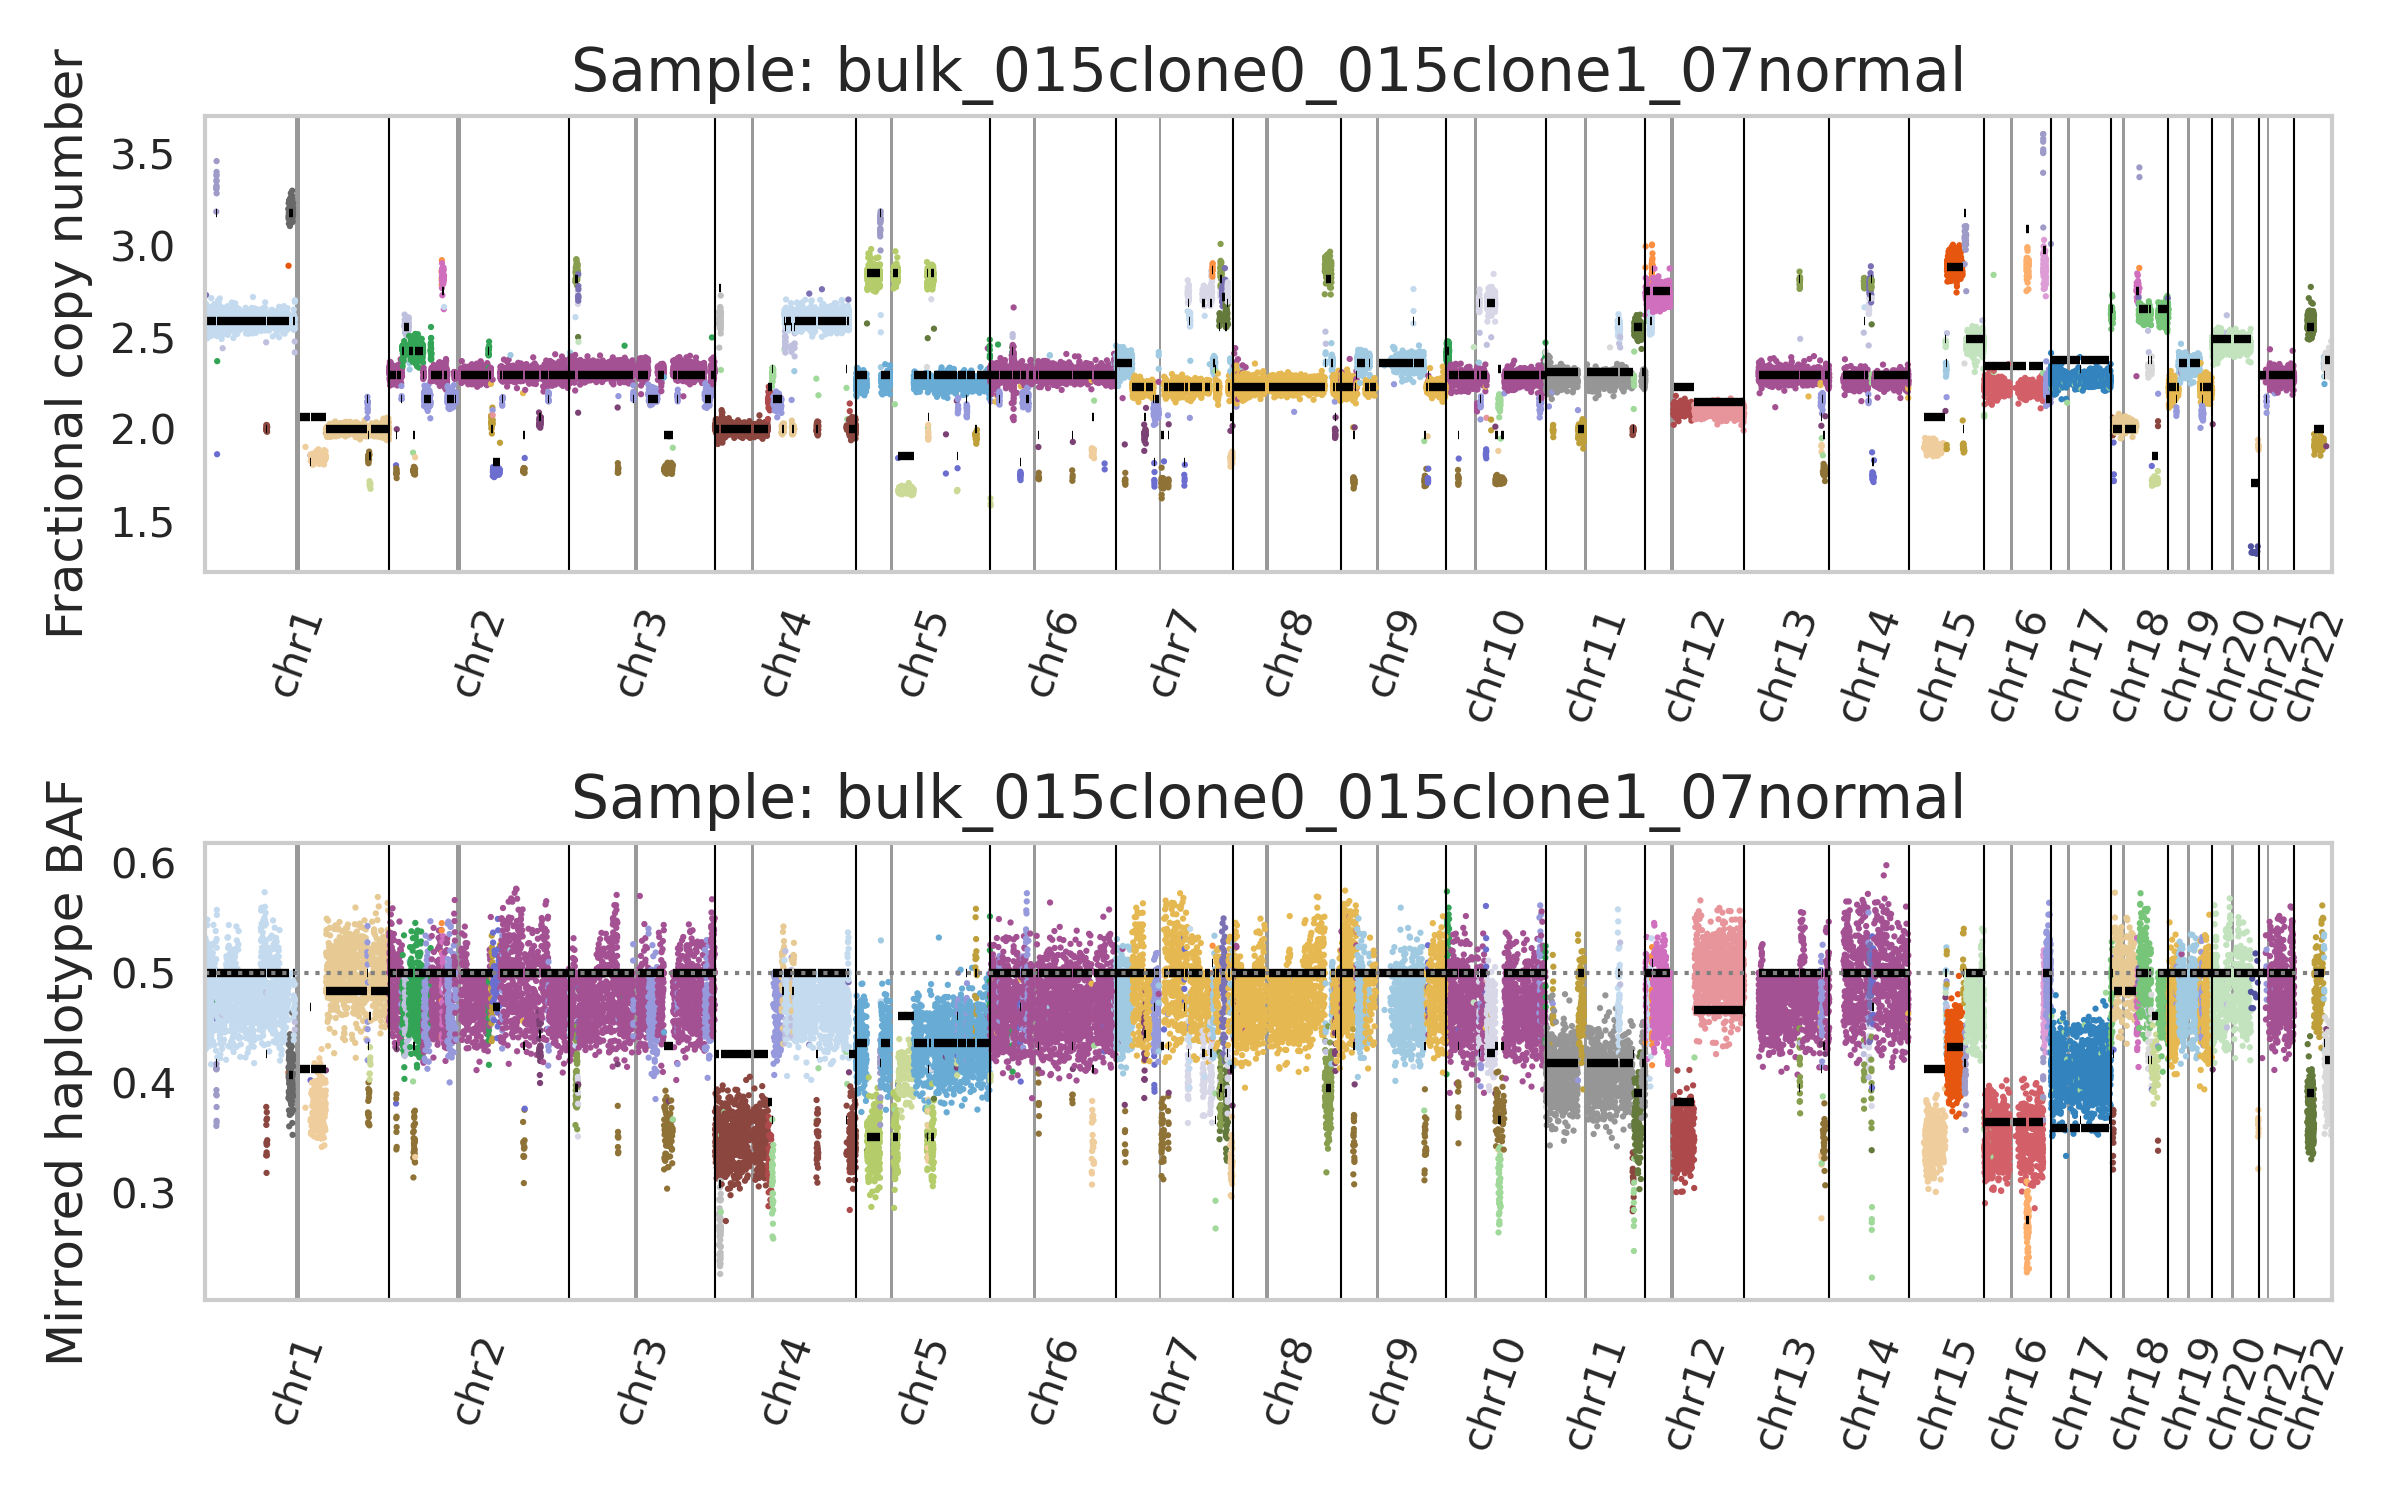 Sample: bulk_015clone0_015clone1_07normal
Fractional copy number
3.5
3.0
2.5
2.0
1.5
chr1 chr2 chr3 chr4 chr5 chr6 chr7 chr8 chr9 chr10 chr11 chr12 chr13 chr14 chr15 chr16 chr17 chr18 chr19 chr20 chr21 chr22
Sample: bulk_015clone0_015clone1_07normal
Mirrored haplotype BAF
0.6
0.5
0.4
0.3
chr1 chr2 chr3 chr4 chr5 chr6 chr7 chr8 chr9 chr10 chr11 chr12 chr13 chr14 chr15 chr16 chr17 chr18 chr19 chr20 chr21 chr22